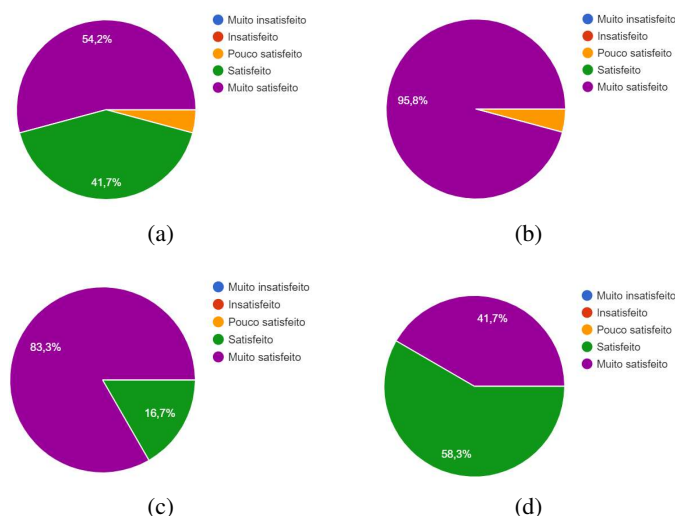 54,2%
41,7%
Muito insatisfeito
Insatisfeito
Pouco satisfeito
Satisfeito
Muito satisfeito
(a)
95,8%
Muito insatisfeito
Insatisfeito
Pouco satisfeito
Satisfeito
Muito satisfeito
(b)
83,3%
16,7%
Muito insatisfeito
Insatisfeito
Pouco satisfeito
Satisfeito
Muito satisfeito
(c)
41,7%
58,3%
Muito insatisfeito
Insatisfeito
Pouco satisfeito
Satisfeito
Muito satisfeito
(d)